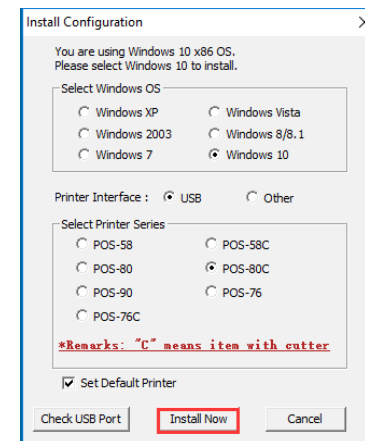 Install Configuration
You are using Windows 10 x86 OS.
Please select Windows 10 to install.
Select Windows OS
Windows XP Windows Vista
Windows 2003 Windows 8/8.1
Windows 7 Windows 10
Printer Interface : USB Other
Select Printer Series
POS-58 POS-58C
POS-80 POS-80C
POS-90 POS-76
POS-76C
*Remarks: "C" means item with cutter
Set Default Printer
Check USB Port Install Now Cancel